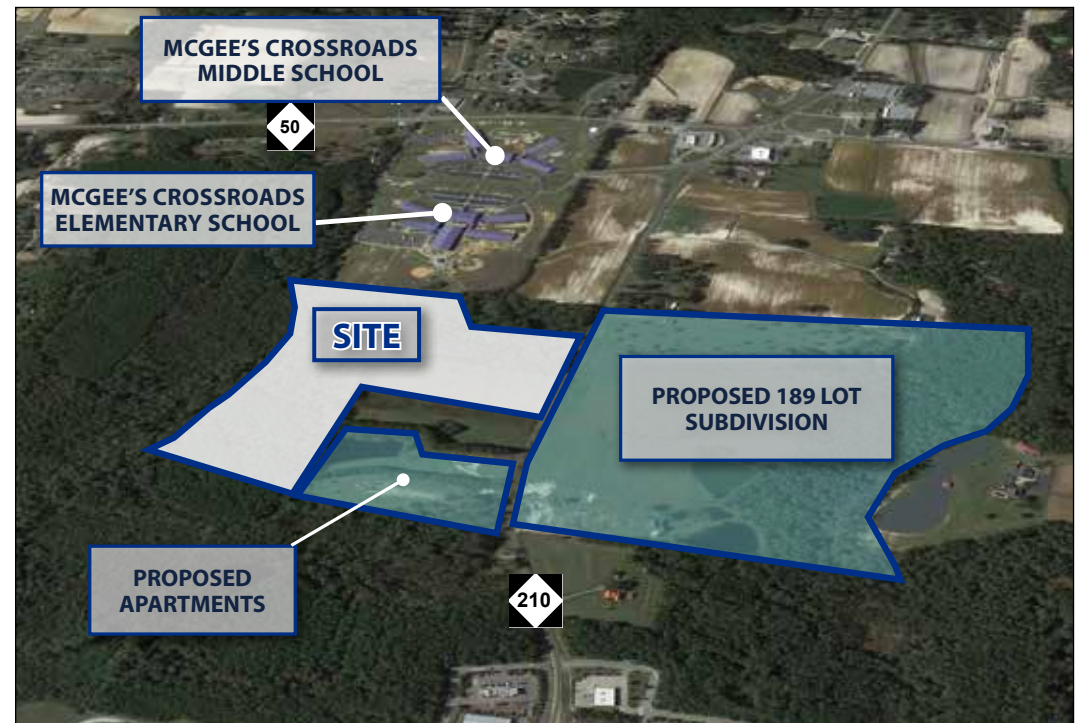 MCGEE'S CROSSROADS
MIDDLE SCHOOL
50
MCGEE'S CROSSROADS
ELEMENTARY SCHOOL
SITE
PROPOSED 189 LOT
SUBDIVISION
PROPOSED
APARTMENTS
210